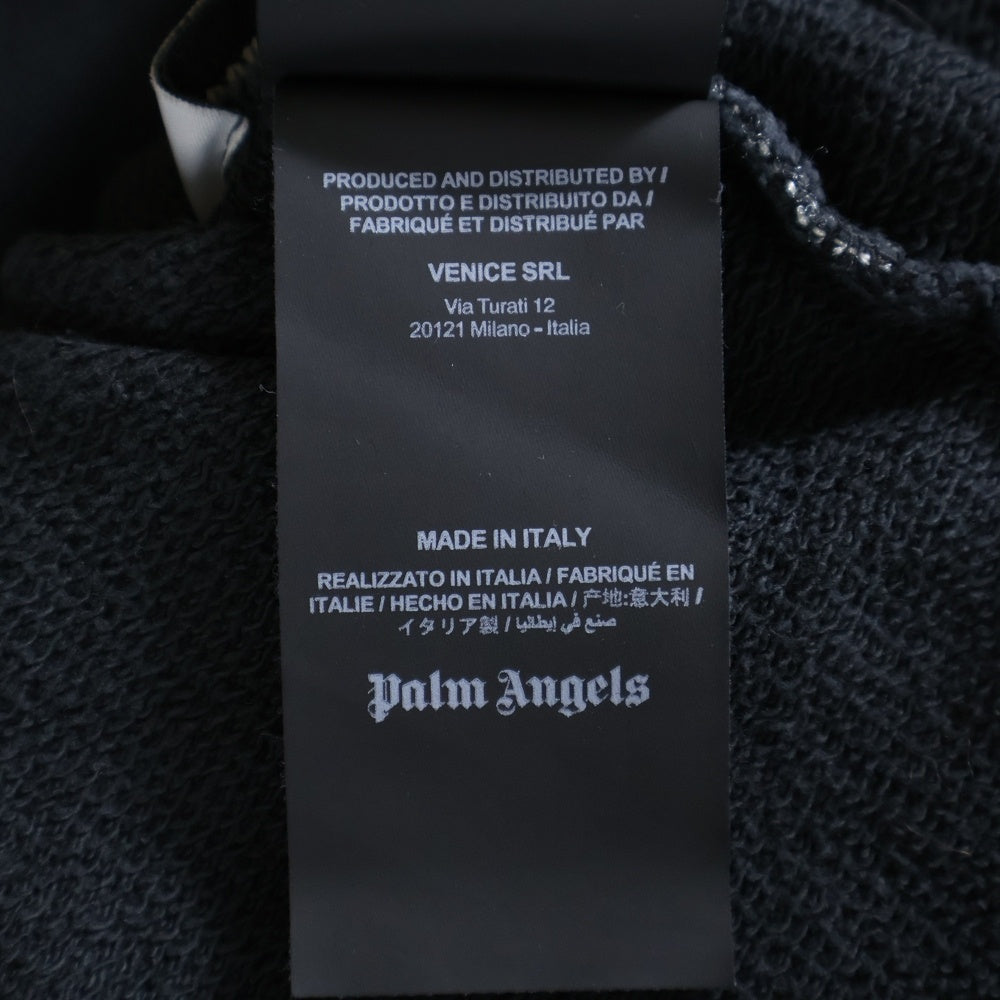 PRODUCED AND DISTRIBUTED BY /
PRODOTTO E DISTRIBUITO DA /
FABRIQUÉ ET DISTRIBUÉ PAR
VENICE SRL
Via Turati 12
20121 Milano - Italia
MADE IN ITALY
REALIZZATO IN ITALIA / FABRIQUÉ EN
ITALIE / HECHO EN ITALIA / 产地:意大利 /
イタリア製 / صنع في إيطاليا
Palm Angels